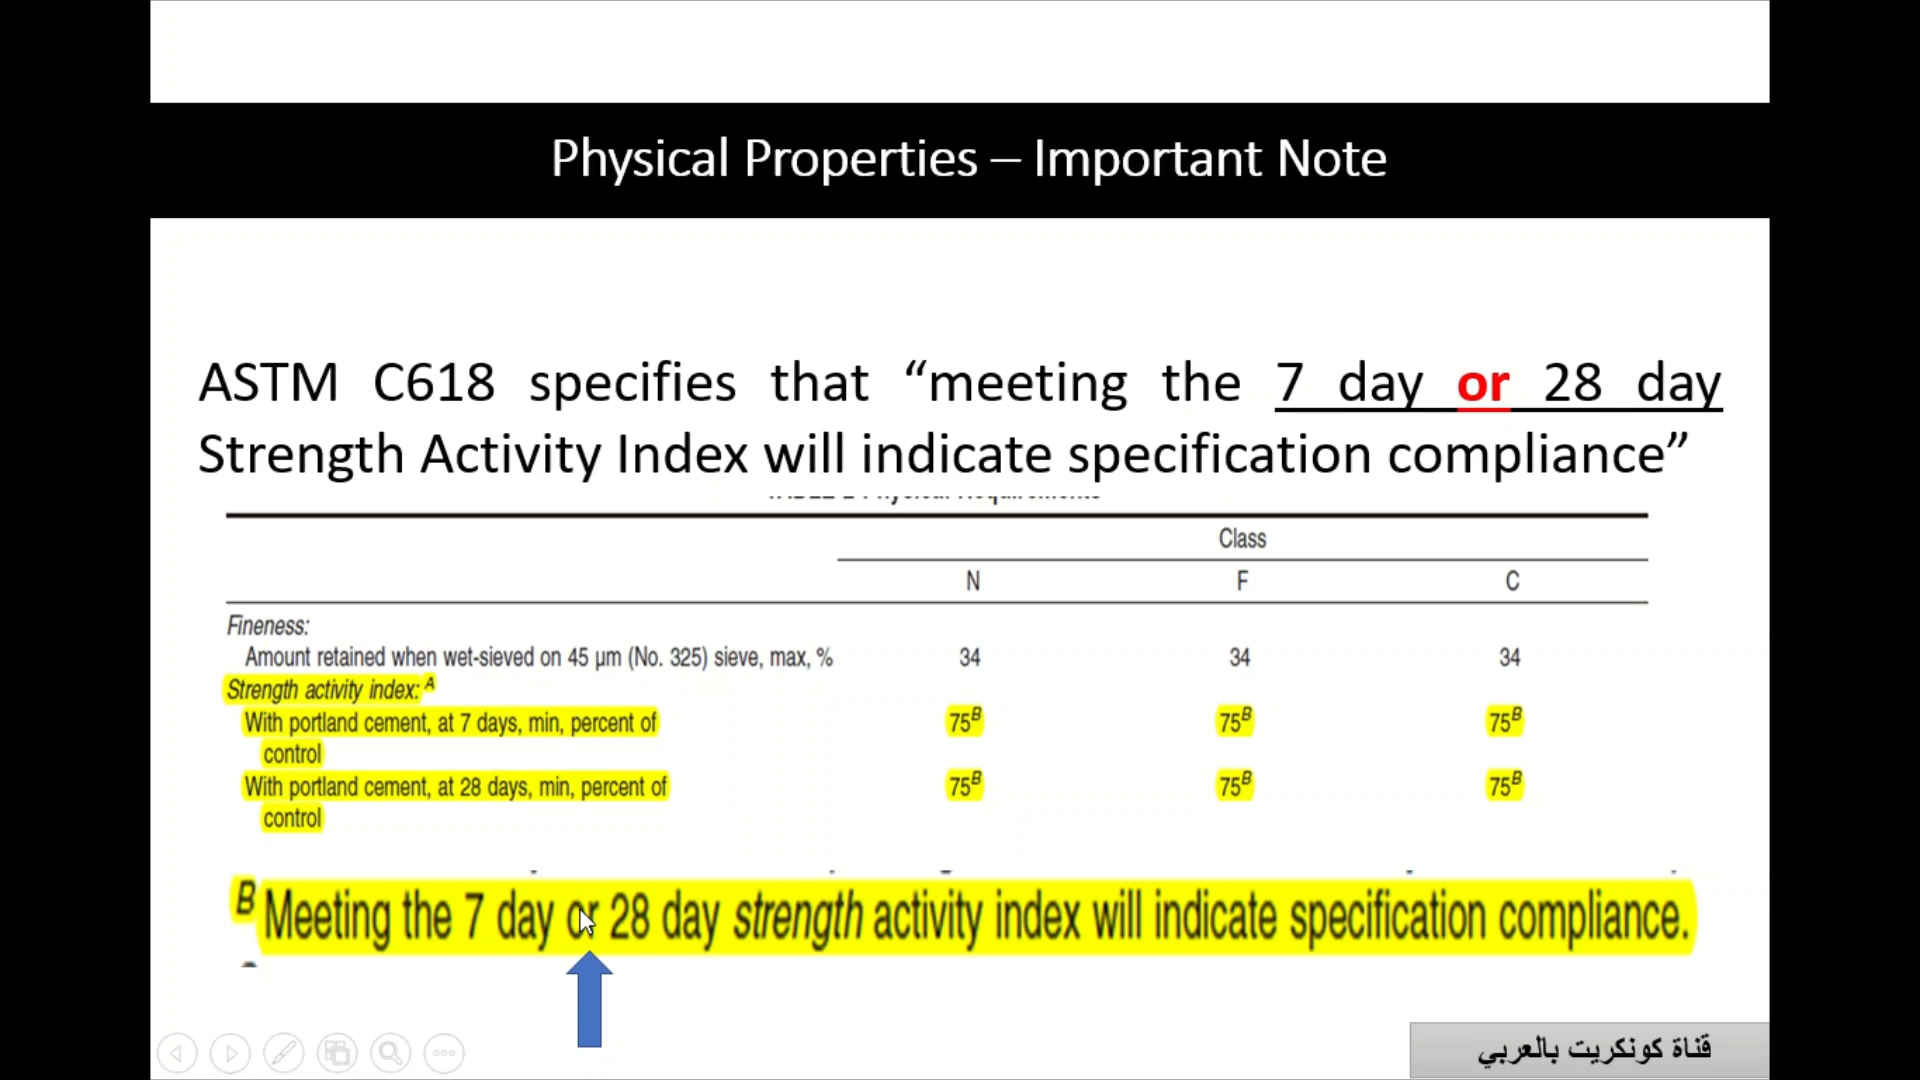 Physical Properties – Important Note
ASTM C618 specifies that “meeting the 7 day or 28 day
Strength Activity Index will indicate specification compliance”
Class
N F C
Fineness:
Amount retained when wet-sieved on 45 μm (No. 325) sieve, max, % 34 34 34
Strength activity index: A
With portland cement, at 7 days, min, percent of 75B 75B 75B
control
With portland cement, at 28 days, min, percent of 75B 75B 75B
control
B Meeting the 7 day or 28 day strength activity index will indicate specification compliance.
قناة كونكريت بالعربي